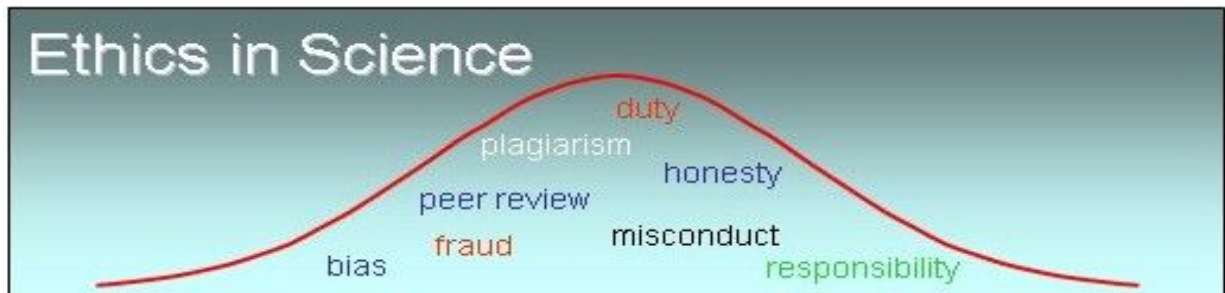 Ethics in Science
duty
plagiarism
honesty
peer review
misconduct
fraud
bias
responsibility